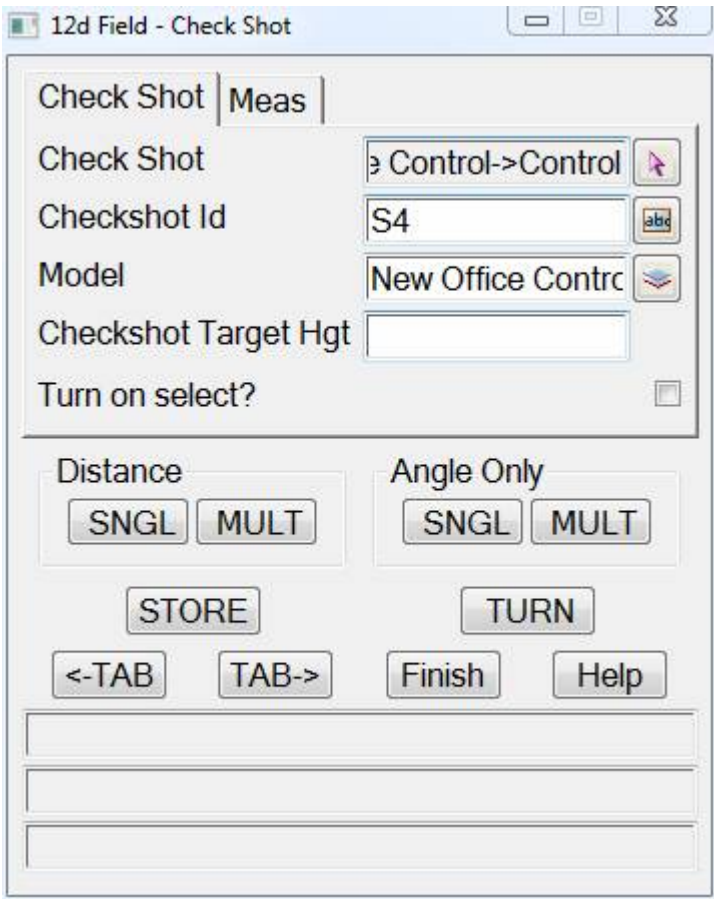 12d Field - Check Shot
Check Shot Meas
Check Shot e Control->Control
Checkshot Id S4 abc
Model New Office Contro
Checkshot Target Hgt
Turn on select?
Distance Angle Only
SNGL MULT SNGL MULT
STORE TURN
<-TAB TAB-> Finish Help